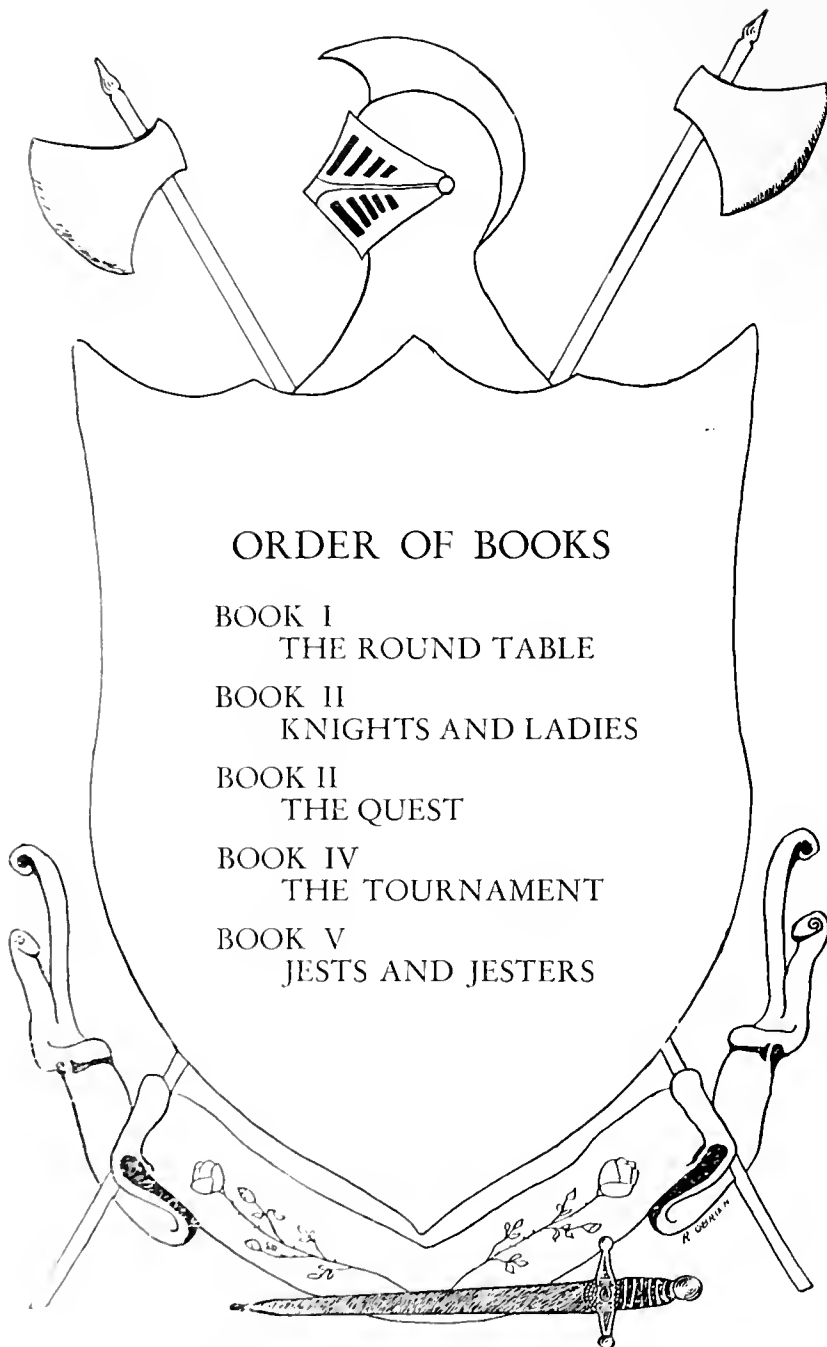 ORDER OF BOOKS
BOOK I
THE ROUND TABLE
BOOK II
KNIGHTS AND LADIES
BOOK II
THE QUEST
BOOK IV
THE TOURNAMENT
BOOK V
JESTS AND JESTERS
R O'BRIEN